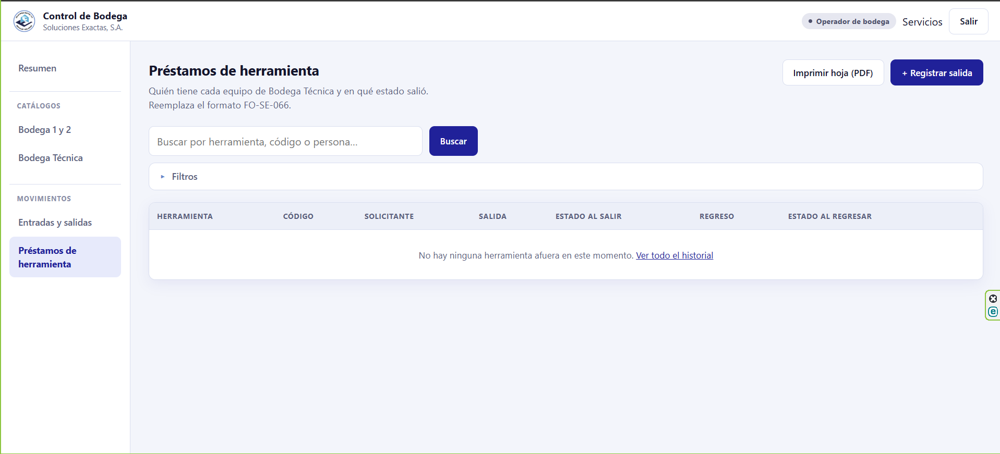 Control de Bodega
Soluciones Exactas, S.A.
Operador de bodega
Servicios
Salir
Resumen
CATÁLOGOS
Bodega 1 y 2
Bodega Técnica
MOVIMIENTOS
Entradas y salidas
Préstamos de
herramienta
Préstamos de herramienta
Quién tiene cada equipo de Bodega Técnica y en qué estado salió.
Reemplaza el formato FO-SE-066.
Imprimir hoja (PDF)
+ Registrar salida
Buscar por herramienta, código o persona...
Buscar
Filtros
HERRAMIENTA CÓDIGO SOLICITANTE SALIDA ESTADO AL SALIR REGRESO ESTADO AL REGRESAR
No hay ninguna herramienta afuera en este momento. Ver todo el historial